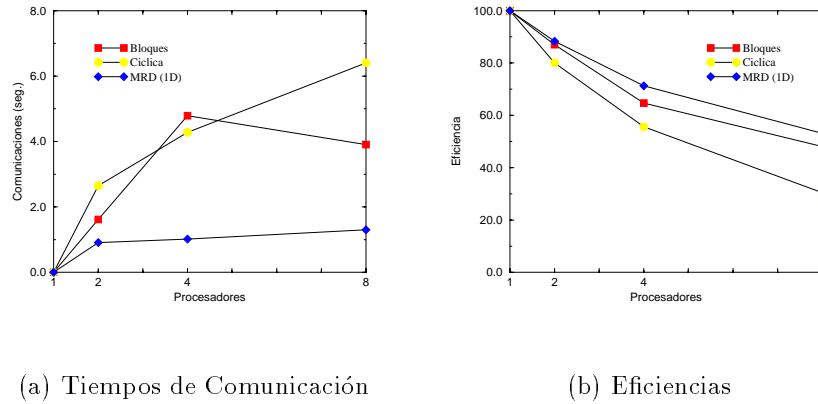 8.0
6.0
4.0
2.0
0.0
Comunicaciones (seg.)
Bloques
Ciclica
MRD (1D)
1 2 4 8
Procesadores
100.0
80.0
60.0
40.0
20.0
0.0
Eficiencia
Bloques
Ciclica
MRD (1D)
1 2 4
Procesadores
(a) Tiempos de Comunicación
(b) Eficiencias